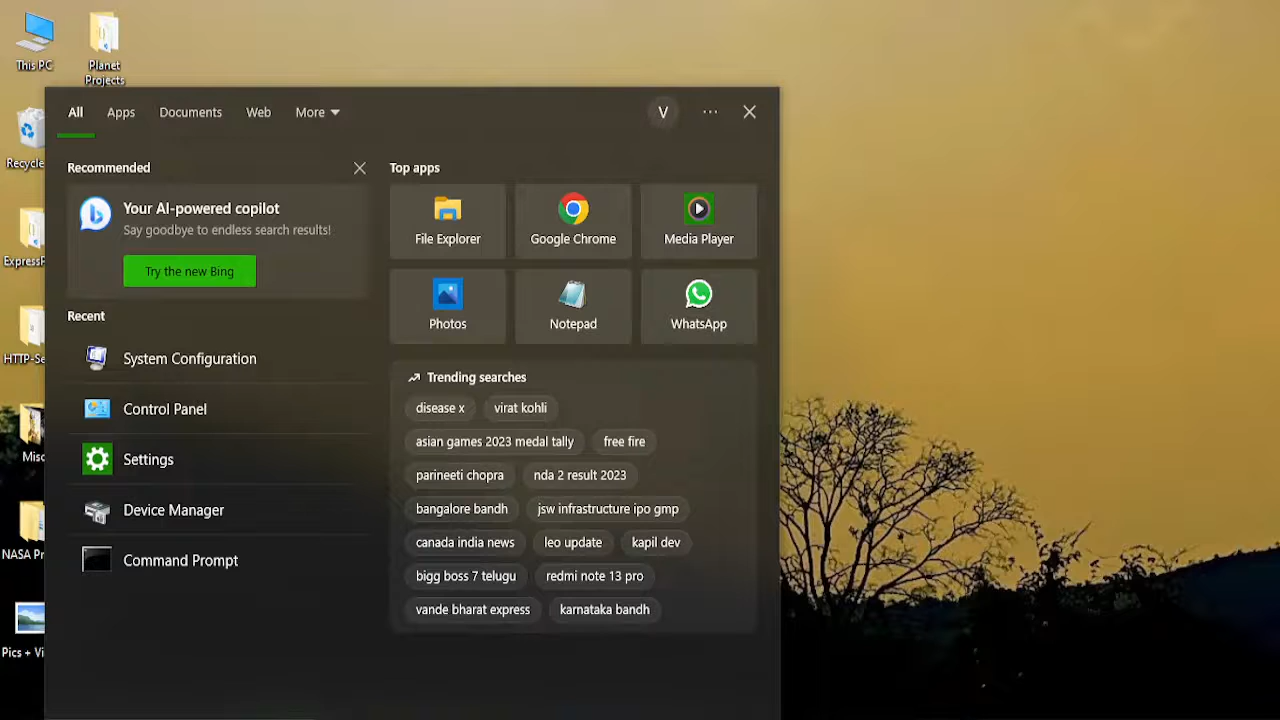 This PC
Planet
Projects
All Apps Documents Web More V
Recycle
Recommended
Top apps
Your AI-powered copilot
Say goodbye to endless search results!
Try the new Bing
File Explorer
Google Chrome
Media Player
Photos
Notepad
WhatsApp
Recent
System Configuration
Control Panel
Settings
Device Manager
Command Prompt
Trending searches
disease x
virat kohli
asian games 2023 medal tally
free fire
parineeti chopra
nda 2 result 2023
bangalore bandh
jsw infrastructure ipo gmp
canada india news
leo update
kapil dev
bigg boss 7 telugu
redmi note 13 pro
vande bharat express
karnataka bandh
HTTP-Se
Misc
NASA Pr
Pics + Vi